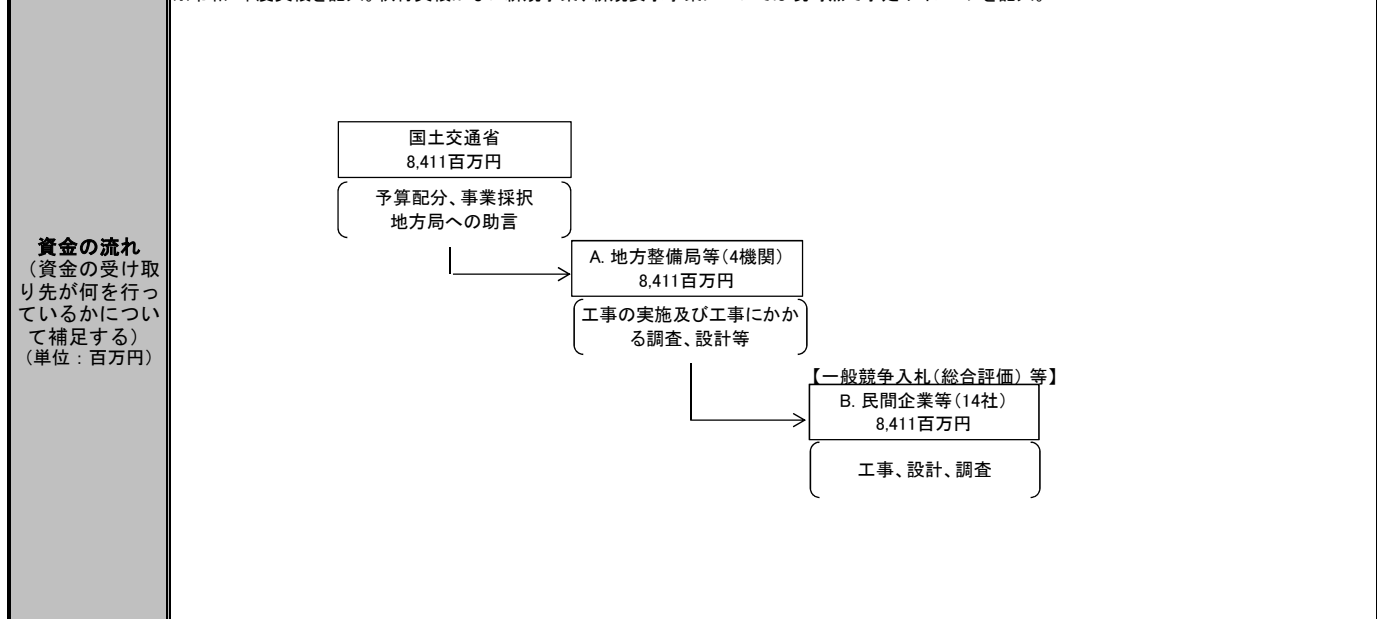 国土交通省
8,411百万円
予算配分、事業採択
地方局への助言
A. 地方整備局等(4機関)
8,411百万円
工事の実施及び工事にかか
る調査、設計等
【一般競争入札(総合評価) 等】
B. 民間企業等(14社)
8,411百万円
工事、設計、調査
資金の流れ
(資金の受け取
り先が何を行っ
ているかについ
て補足する)
(単位:百万円)